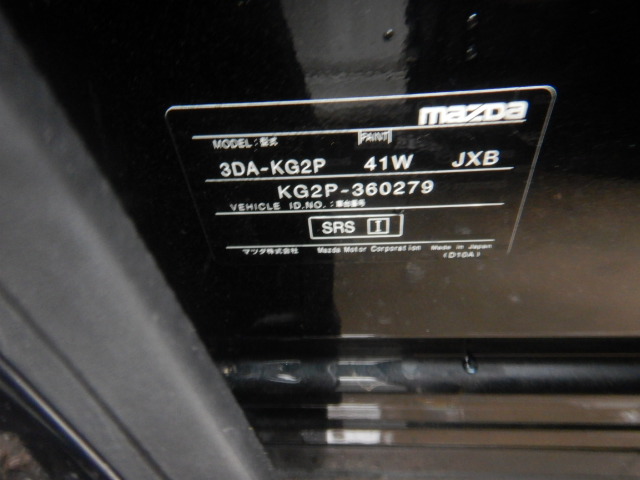 mazda
MODEL:型式 PAINT
3DA-KG2P 41W JXB
KG2P-360279
VEHICLE ID.NO.:車台番号
SRS I
マツダ株式会社 Mazda Motor Corporation Made in Japan
(D10A)